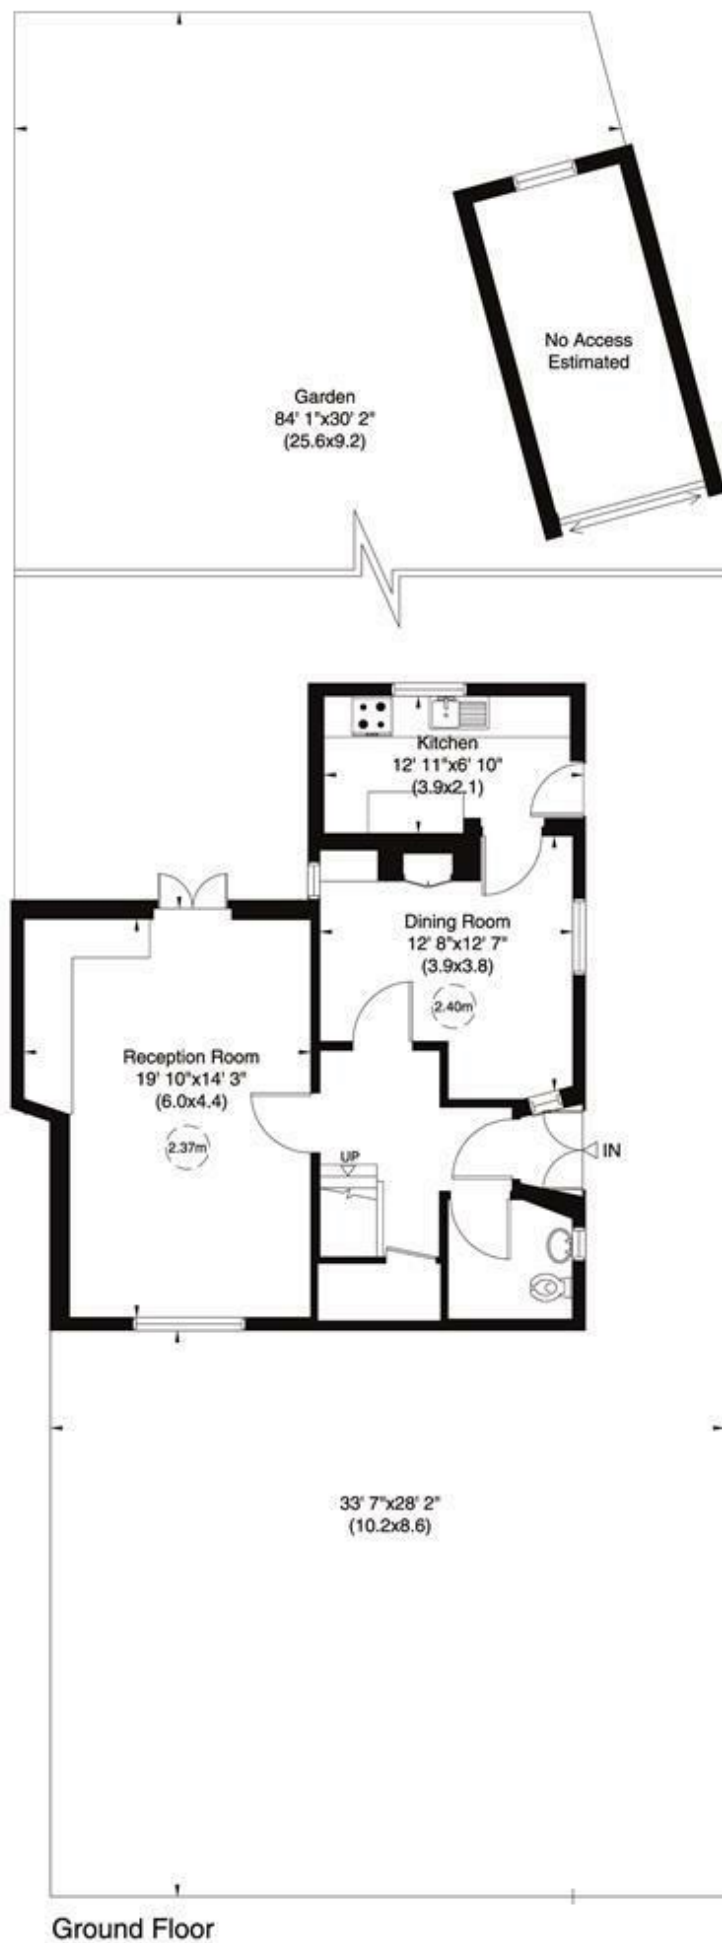 No Access
Estimated
Garden
84' 1"x30' 2"
(25.6x9.2)
Kitchen
12' 11"x6' 10"
(3.9x2.1)
Dining Room
12' 8"x12' 7"
(3.9x3.8)
2.40m
Reception Room
19' 10"x14' 3"
(6.0x4.4)
2.37m
UP
IN
33' 7"x28' 2"
(10.2x8.6)
Ground Floor